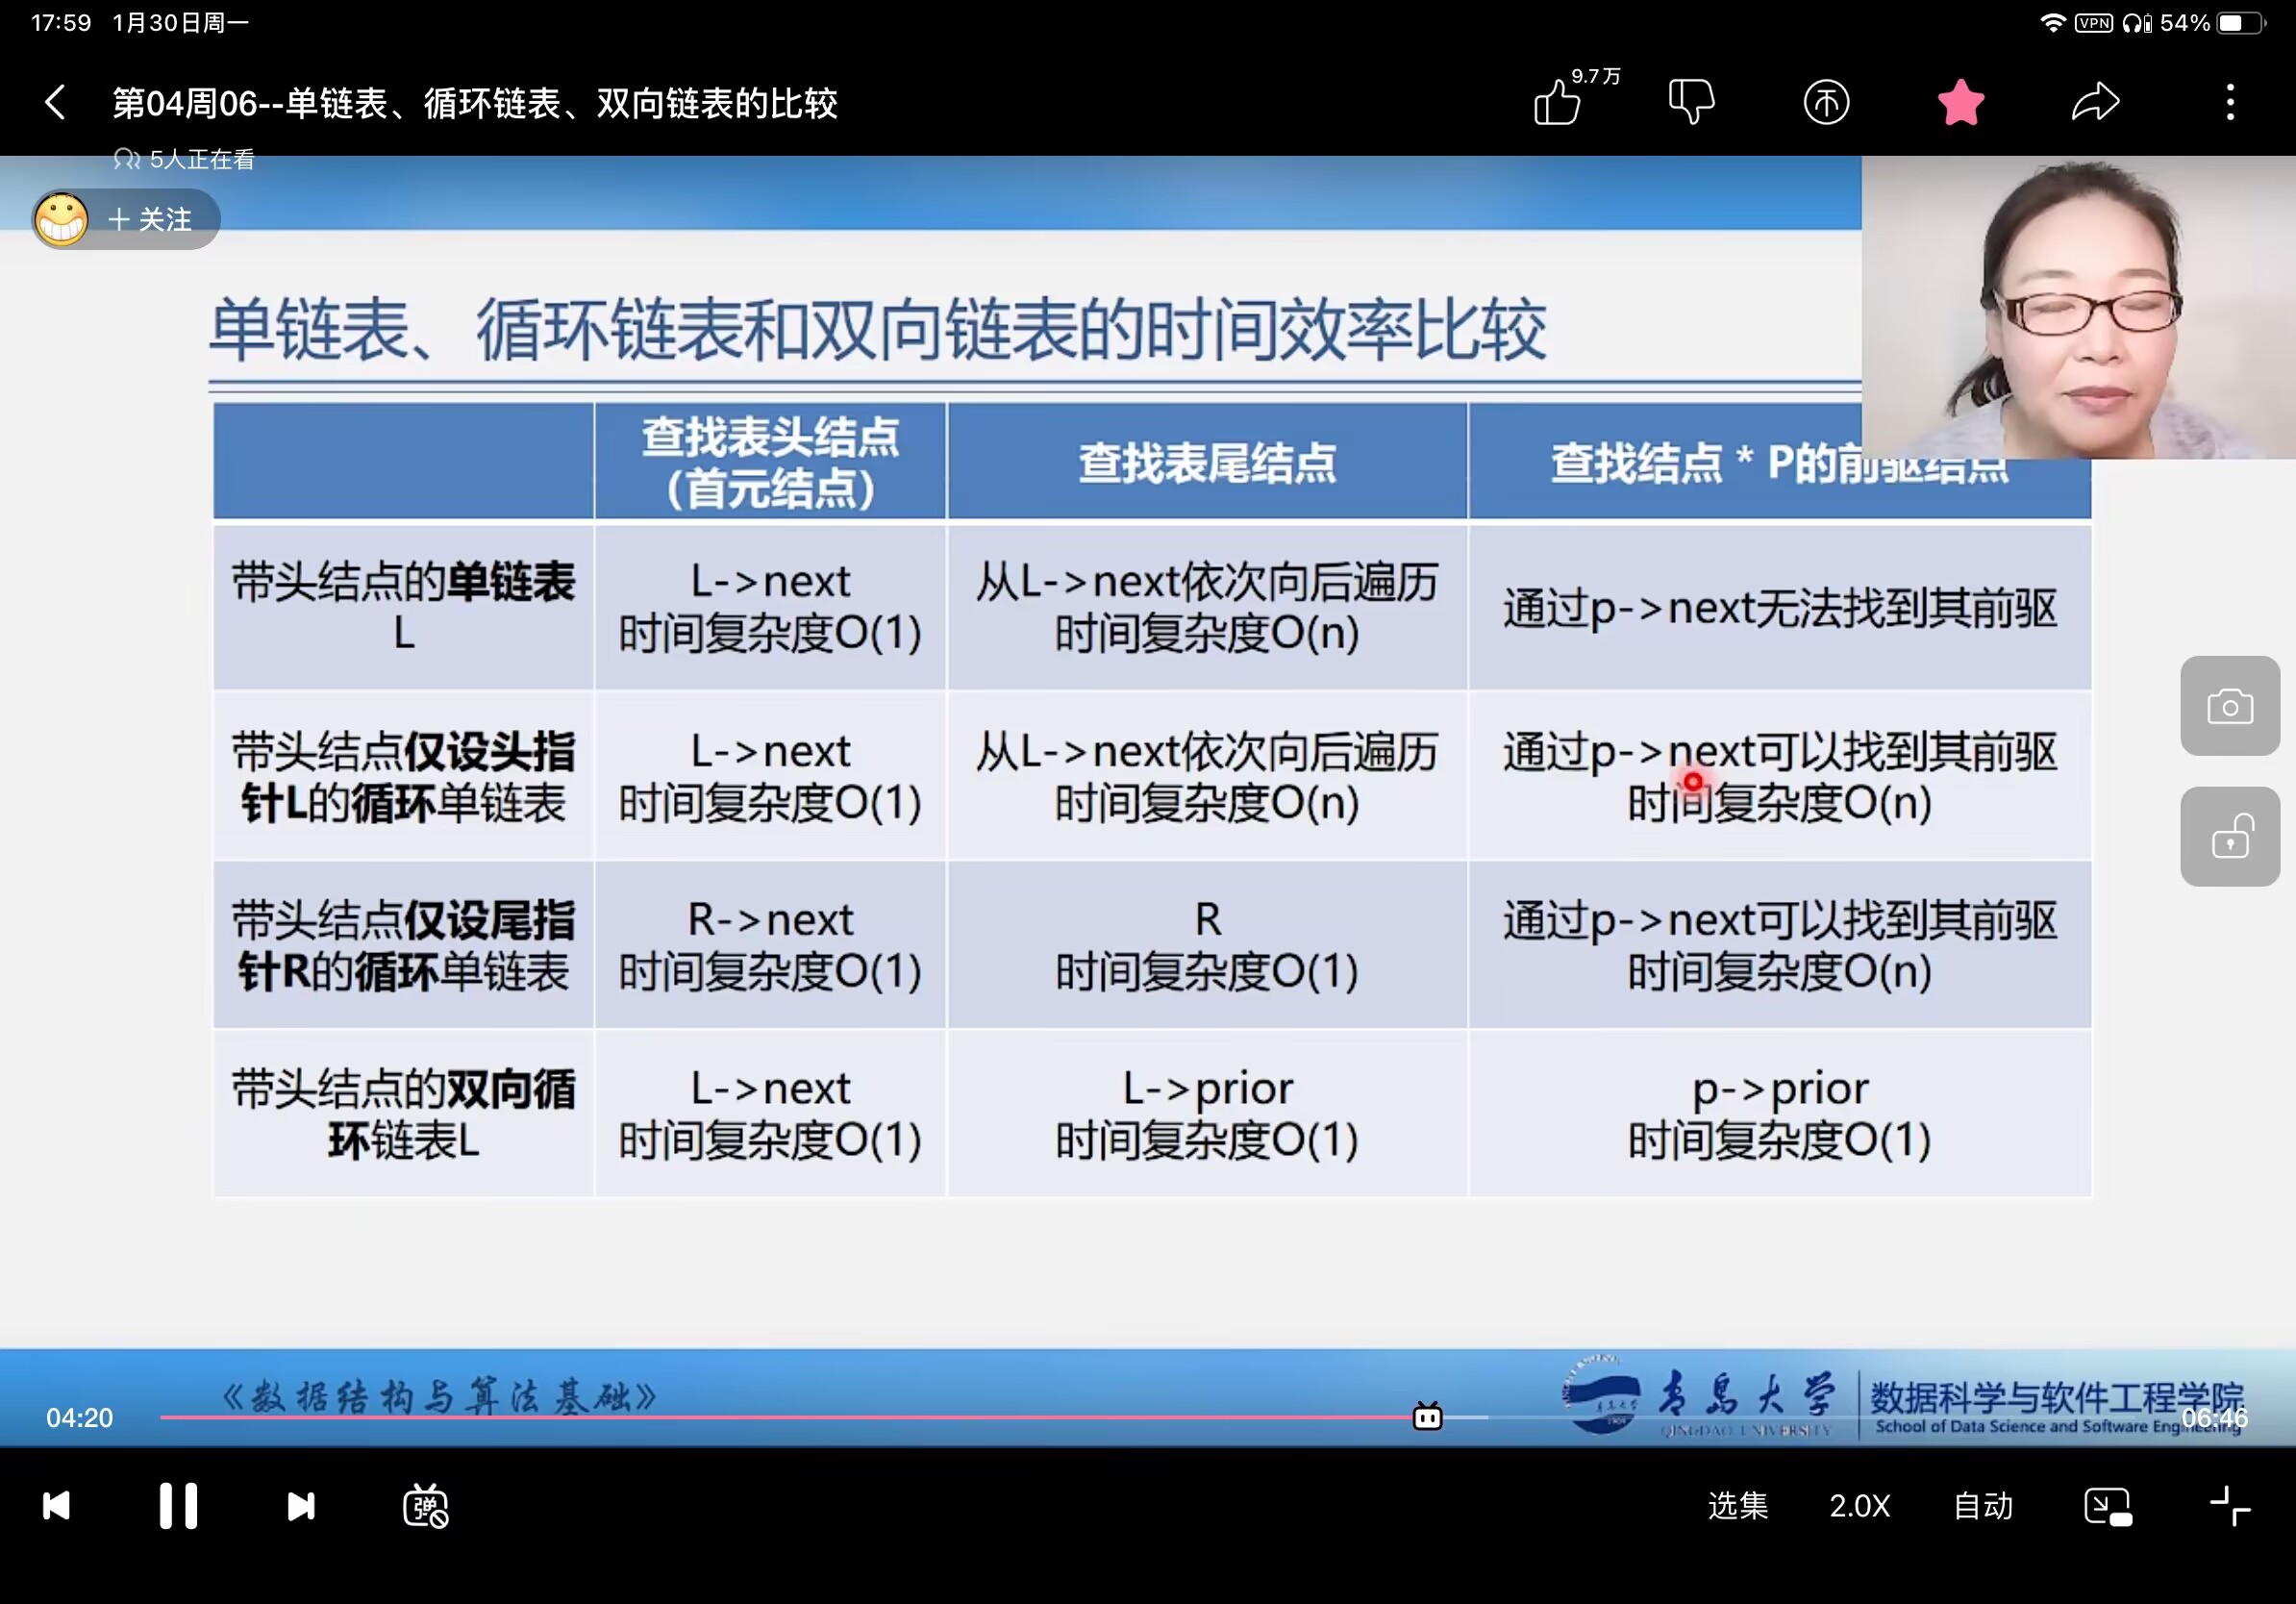 17:59 1月30日周一
VPN 54%
第04周06--单链表、循环链表、双向链表的比较
9.7万
5人正在看
+ 关注
单链表、循环链表和双向链表的时间效率比较
查找表头结点
（首元结点）
查找表尾结点
查找结点 * P的前驱结点
带头结点的单链表
L
L->next
时间复杂度O(1)
从L->next依次向后遍历
时间复杂度O(n)
通过p->next无法找到其前驱
带头结点仅设头指
针L的循环单链表
L->next
时间复杂度O(1)
从L->next依次向后遍历
时间复杂度O(n)
通过p->next可以找到其前驱
时间复杂度O(n)
带头结点仅设尾指
针R的循环单链表
R->next
时间复杂度O(1)
R
时间复杂度O(1)
通过p->next可以找到其前驱
时间复杂度O(n)
带头结点的双向循
环链表L
L->next
时间复杂度O(1)
L->prior
时间复杂度O(1)
p->prior
时间复杂度O(1)
《数据结构与算法基础》
青岛大学
QINGDAO UNIVERSITY
数据科学与软件工程学院
School of Data Science and Software Engineering
04:20
06:46
弹
选集
2.0X
自动